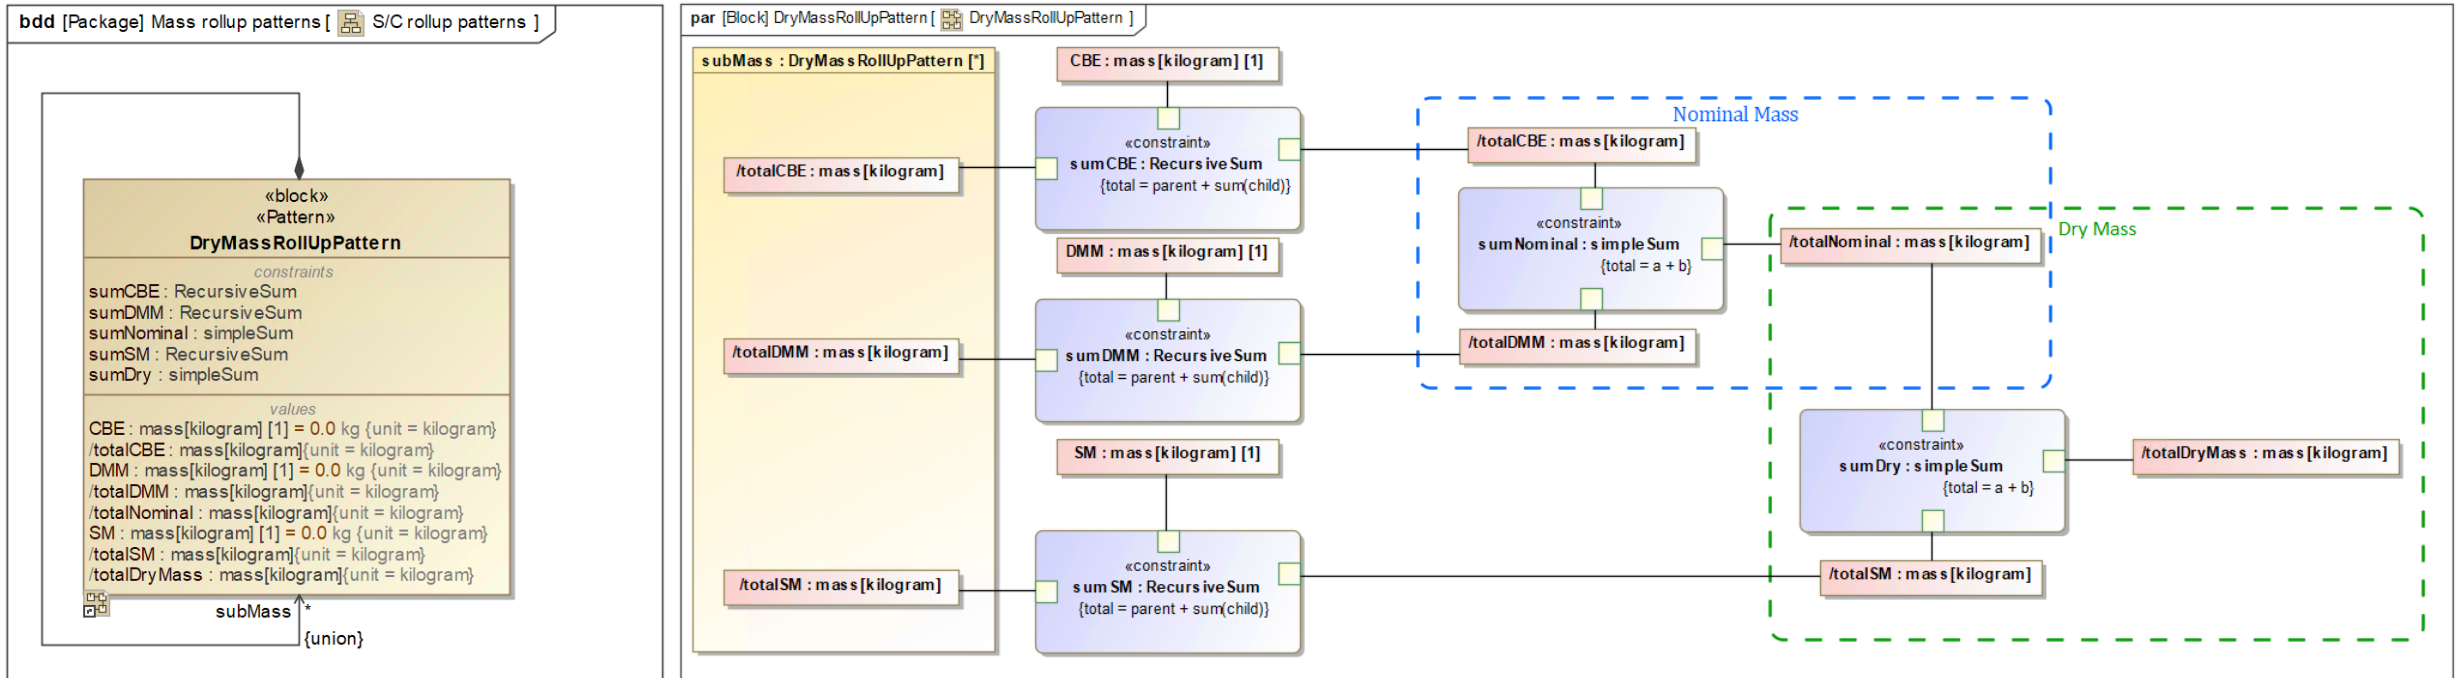 bdd [Package] Mass rollup patterns [ S/C rollup patterns ]
«block»
«Pattern»
DryMassRollUpPattern
constraints
sumCBE : RecursiveSum
sumDMM : RecursiveSum
sumNominal : simpleSum
sumSM : RecursiveSum
sumDry : simpleSum
values
CBE : mass[kilogram] [1] = 0.0 kg {unit = kilogram}
/totalCBE : mass[kilogram]{unit = kilogram}
DMM : mass[kilogram] [1] = 0.0 kg {unit = kilogram}
/totalDMM : mass[kilogram]{unit = kilogram}
/totalNominal : mass[kilogram]{unit = kilogram}
SM : mass[kilogram] [1] = 0.0 kg {unit = kilogram}
/totalSM : mass[kilogram]{unit = kilogram}
/totalDryMass : mass[kilogram]{unit = kilogram}
subMass *
{union}
par [Block] DryMassRollUpPattern [ DryMassRollUpPattern ]
subMass : DryMassRollUpPattern [*]
/totalCBE : mass[kilogram]
/totalDMM : mass[kilogram]
/totalSM : mass[kilogram]
CBE : mass[kilogram] [1]
«constraint»
sumCBE : RecursiveSum
{total = parent + sum(child)}
DMM : mass[kilogram] [1]
«constraint»
sumDMM : RecursiveSum
{total = parent + sum(child)}
SM : mass[kilogram] [1]
«constraint»
sumSM : RecursiveSum
{total = parent + sum(child)}
Nominal Mass
/totalCBE : mass[kilogram]
«constraint»
sumNominal : simpleSum
{total = a + b}
/totalDMM : mass[kilogram]
Dry Mass
/totalNominal : mass[kilogram]
«constraint»
sumDry : simpleSum
{total = a + b}
/totalSM : mass[kilogram]
/totalDryMass : mass[kilogram]